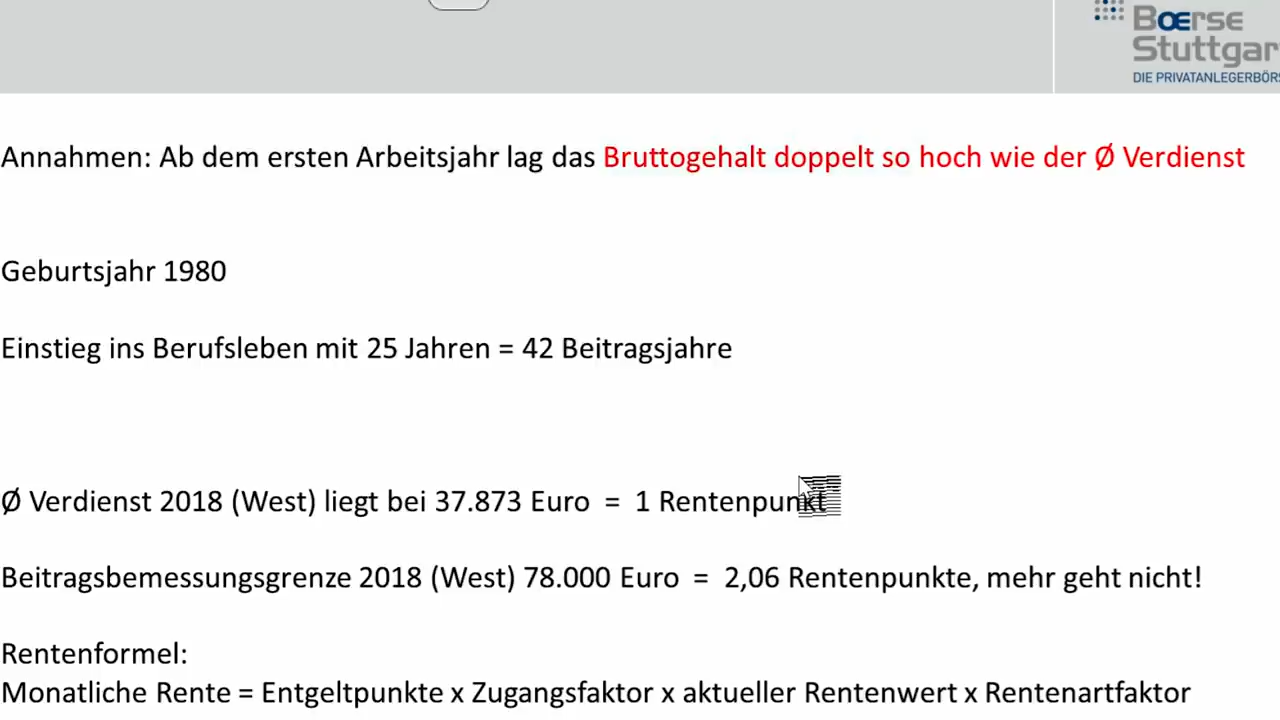 BOERSE
Stuttgar
DIE PRIVATANLEGERBÖRS
Annahmen: Ab dem ersten Arbeitsjahr lag das Bruttogehalt doppelt so hoch wie der Ø Verdienst
Geburtsjahr 1980
Einstieg ins Berufsleben mit 25 Jahren = 42 Beitragsjahre
Ø Verdienst 2018 (West) liegt bei 37.873 Euro = 1 Rentenpunkt
Beitragsbemessungsgrenze 2018 (West) 78.000 Euro = 2,06 Rentenpunkte, mehr geht nicht!
Rentenformel:
Monatliche Rente = Entgeltpunkte x Zugangsfaktor x aktueller Rentenwert x Rentenartfaktor